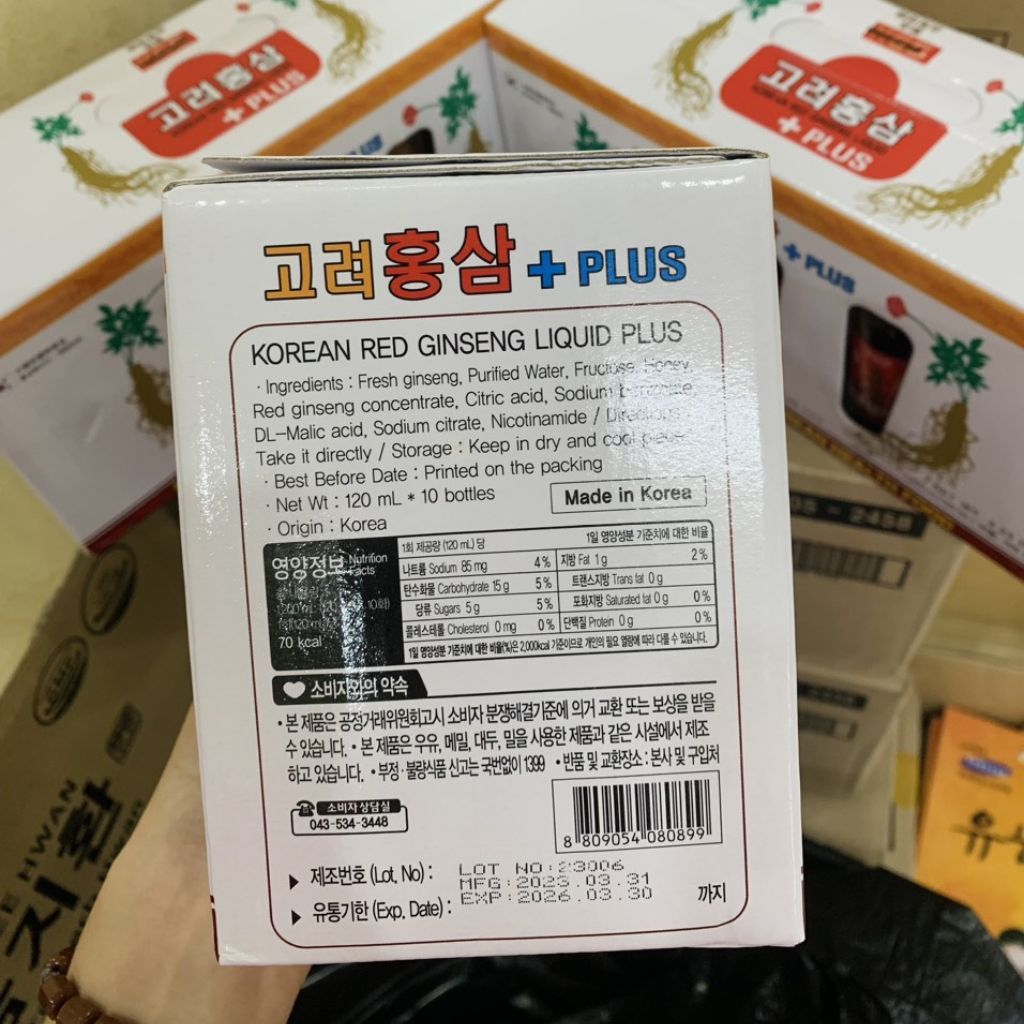 고려홍삼
+ PLUS
고려홍삼
+ PLUS
+ PLUS
고려홍삼 + PLUS
KOREAN RED GINSENG LIQUID PLUS
· Ingredients : Fresh ginseng, Purified Water, Fructose, Honey,
Red ginseng concentrate, Citric acid, Sodium benzoate,
DL-Malic acid, Sodium citrate, Nicotinamide / Directions :
Take it directly / Storage : Keep in dry and cool place
· Best Before Date : Printed on the packing
· Net Wt : 120 mL * 10 bottles
Made in Korea
· Origin : Korea
영양정보 Nutrition Facts
70 kcal
1회 제공량 (120 mL) 당 1일 영양성분 기준치에 대한 비율
나트륨 Sodium 85 mg 4% 지방 Fat 1 g 2%
탄수화물 Carbohydrate 15 g 5% 트랜스지방 Trans fat 0 g
당류 Sugars 5 g 5% 포화지방 Saturated fat 0 g 0%
콜레스테롤 Cholesterol 0 mg 0% 단백질 Protein 0 g 0%
1일 영양성분 기준치에 대한 비율(%)은 2,000kcal 기준이므로 개인의 필요 열량에 따라 다를 수 있습니다.
소비자와의 약속
• 본 제품은 공정거래위원회고시 소비자 분쟁해결기준에 의거 교환 또는 보상을 받을
수 있습니다. • 본 제품은 우유, 메밀, 대두, 밀을 사용한 제품과 같은 시설에서 제조
하고 있습니다. • 부정·불량식품 신고는 국번없이 1399 • 반품 및 교환장소 : 본사 및 구입처
소비자상담실
043-534-3448
8 809054 080899
제조번호 (Lot, No) :
LOT NO:23006
MFG:2023.03.31
유통기한 (Exp. Date) :
EXP:2026.03.30
까지